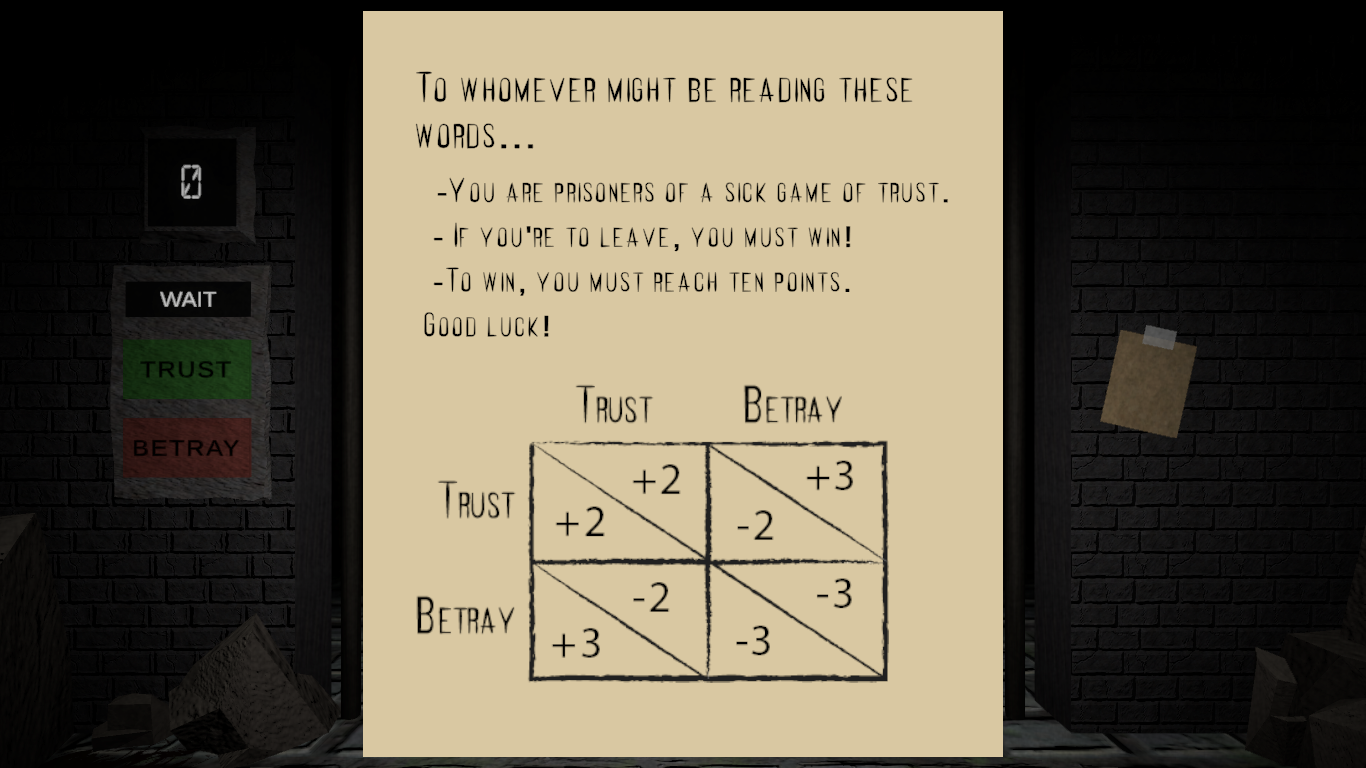 TO WHOMEVER MIGHT BE READING THESE
WORDS...
-YOU ARE PRISONERS OF A SICK GAME OF TRUST.
- IF YOU'RE TO LEAVE, YOU MUST WIN!
-TO WIN, YOU MUST REACH TEN POINTS.
GOOD LUCK!
0
WAIT
TRUST
BETRAY
TRUST BETRAY
+2 +3
TRUST
+2 -2
-2 -3
BETRAY
+3 -3